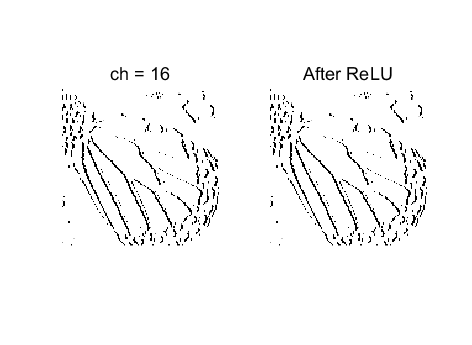 ch = 16
After ReLU